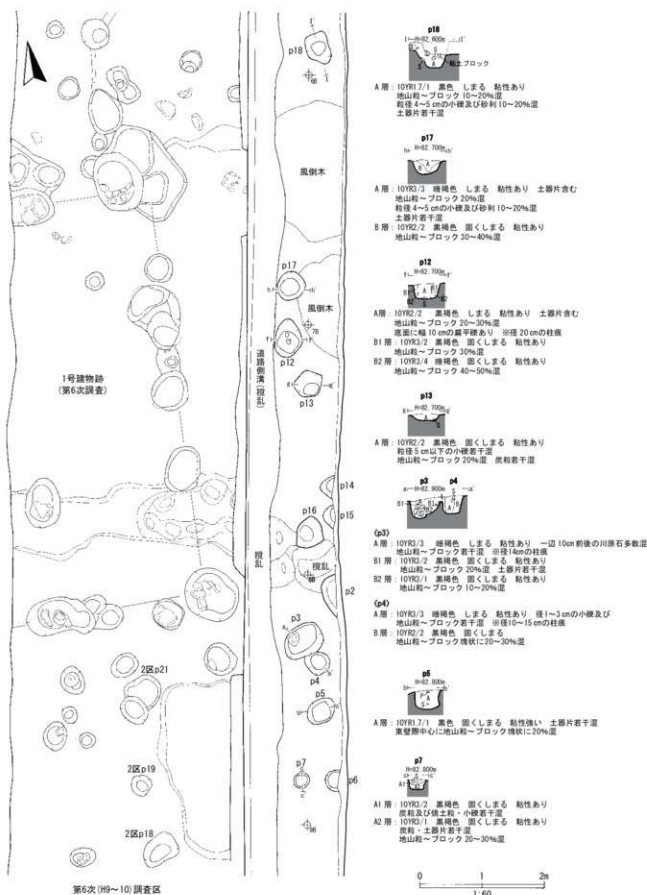 p18
6B
風倒木
p17
h
h'
風倒木
7B
f
f'
p12
g
g'
p13
1号建物跡
(第6次調査)
道路側溝(撹乱)
p14
p15
p16
撹乱
8B
撹乱
p2
p3
a
a'
p4
2区p21
p5
b
b'
p7
c
c'
p6
2区p19
9B
2区p18
第6次(H9~10)調査区
p18
H=82.600m
粘土ブロック
A層:10YR1.7/1 黒色 しまる 粘性あり
地山粒~ブロック10~20%混
粒径4~5cmの小礫及び砂利10~20%混
土器片若干混
p17
h H=82.700m h'
A層:10YR3/3 暗褐色 しまる 粘性あり 土器片含む
地山粒~ブロック20%混
粒径4~5cmの小礫及び砂利10~20%混
土器片若干混
B層:10YR2/2 黒褐色 固くしまる 粘性あり
地山粒~ブロック30~40%混
p12
f H=82.700m f'
A層:10YR2/2 黒褐色 しまる 粘性あり 土器片含む
地山粒~ブロック20~30%混
底面に幅10cmの扁平礫あり ※径20cmの柱痕
B1層:10YR3/2 黒褐色 固くしまる 粘性あり
地山粒~ブロック30%混
B2層:10YR3/4 暗褐色 固くしまる 粘性あり
地山粒~ブロック40~50%混
p13
g H=82.700m g'
A層:10YR2/2 黒褐色 固くしまる 粘性あり
粒径5cm以下の小礫若干混
地山粒~ブロック20%混 炭粒若干混
p3 p4
a H=82.900m a'
(p3)
A層:10YR3/3 暗褐色 しまる 粘性あり 一辺10cm前後の川原石多数混
地山粒~ブロック若干混 ※径14cmの柱痕
B1層:10YR3/2 黒褐色 固くしまる 粘性あり
地山粒~ブロック20%混 土器片若干混
B2層:10YR3/1 黒褐色 固くしまる 粘性あり
地山粒~ブロック10~20%混
(p4)
A層:10YR3/3 暗褐色 しまる 粘性あり 径1~3cmの小礫及び
地山粒~ブロック若干混 ※径10~15cmの柱痕
B層:10YR2/2 黒褐色 固くしまる
地山粒~ブロック塊状に20~30%混
p5
b H=82.800m b'
A層:10YR1.7/1 黒色 固くしまる 粘性強い 土器片若干混
東壁際中心に地山粒~ブロック塊状に20%混
p7
H=82.800m
c c'
A1
A1層:10YR3/2 黒褐色 固くしまる 粘性あり
炭粒及び焼土粒・小礫若干混
A2層:10YR3/1 黒褐色 固くしまる 粘性あり
炭粒・土器片若干混
地山粒~ブロック20~30%混
0 1 2m
1:60